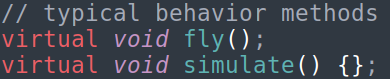 // typical behavior methods
virtual void fly();
virtual void simulate() {};